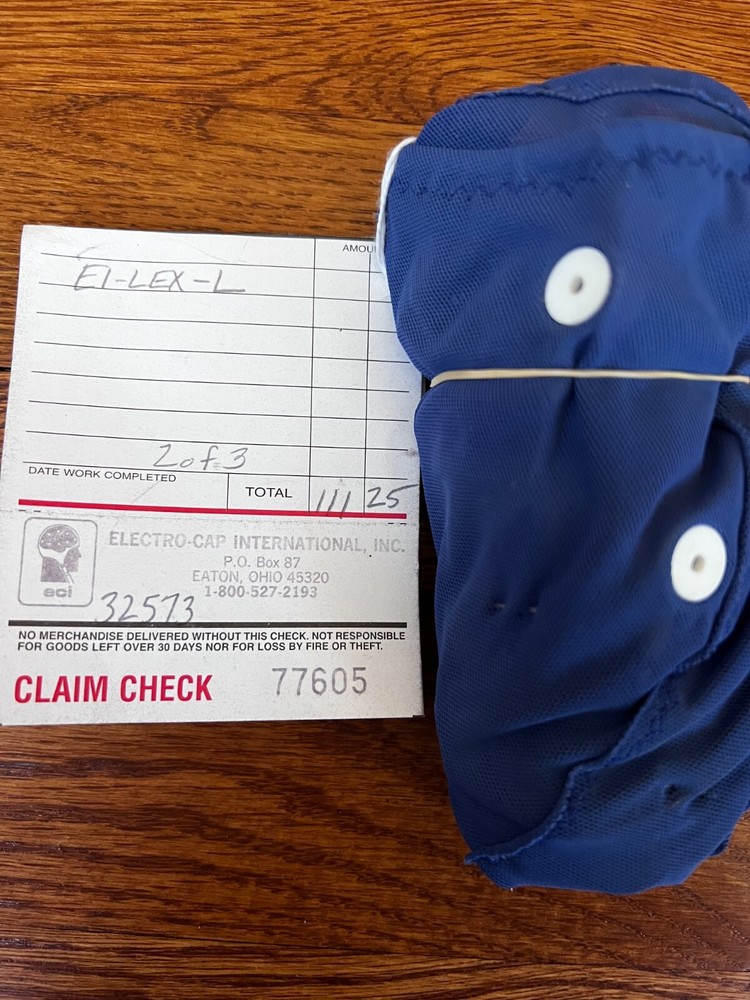 AMOU
E1-LEX-L
2 of 3
DATE WORK COMPLETED
TOTAL 111 25
ELECTRO-CAP INTERNATIONAL, INC.
P.O. Box 87
EATON, OHIO 45320
1-800-527-2193
eci
32573
NO MERCHANDISE DELIVERED WITHOUT THIS CHECK. NOT RESPONSIBLE
FOR GOODS LEFT OVER 30 DAYS NOR FOR LOSS BY FIRE OR THEFT.
CLAIM CHECK 77605